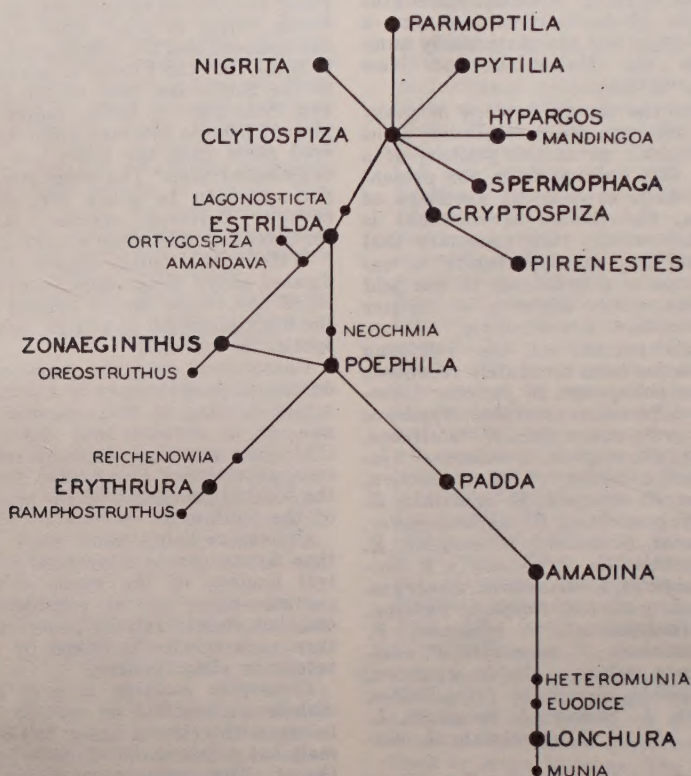 PARMOPTILA
NIGRITA
PYTILIA
CLYTOSPIZA
HYPARGOS
MANDINGOA
SPERMOPHAGA
LAGONOSTICTA
CRYPTOSPIZA
ESTRILDA
ORTYGOSPIZA
AMANDAVA
PIRENESTES
NEOCHMIA
ZONAEGINTHUS
POEPHILA
OREOSTRUTHUS
REICHENOWIA
PADDA
ERYTHRURA
RAMPHOSTRUTHUS
AMADINA
HETEROMUNIA
EUODICE
LONCHURA
MUNIA